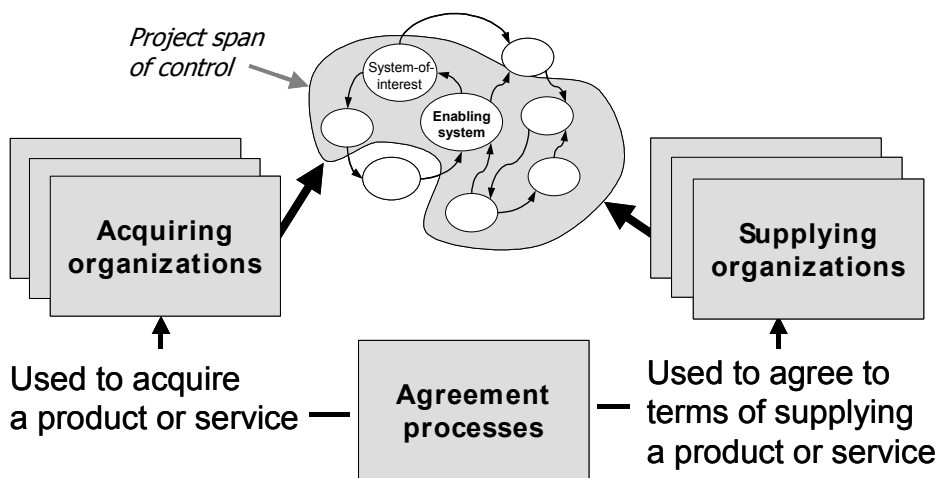 Project span
of control
System-of-
interest
Enabling
system
Acquiring
organizations
Supplying
organizations
Used to acquire
a product or service
Agreement
processes
Used to agree to
terms of supplying
a product or service